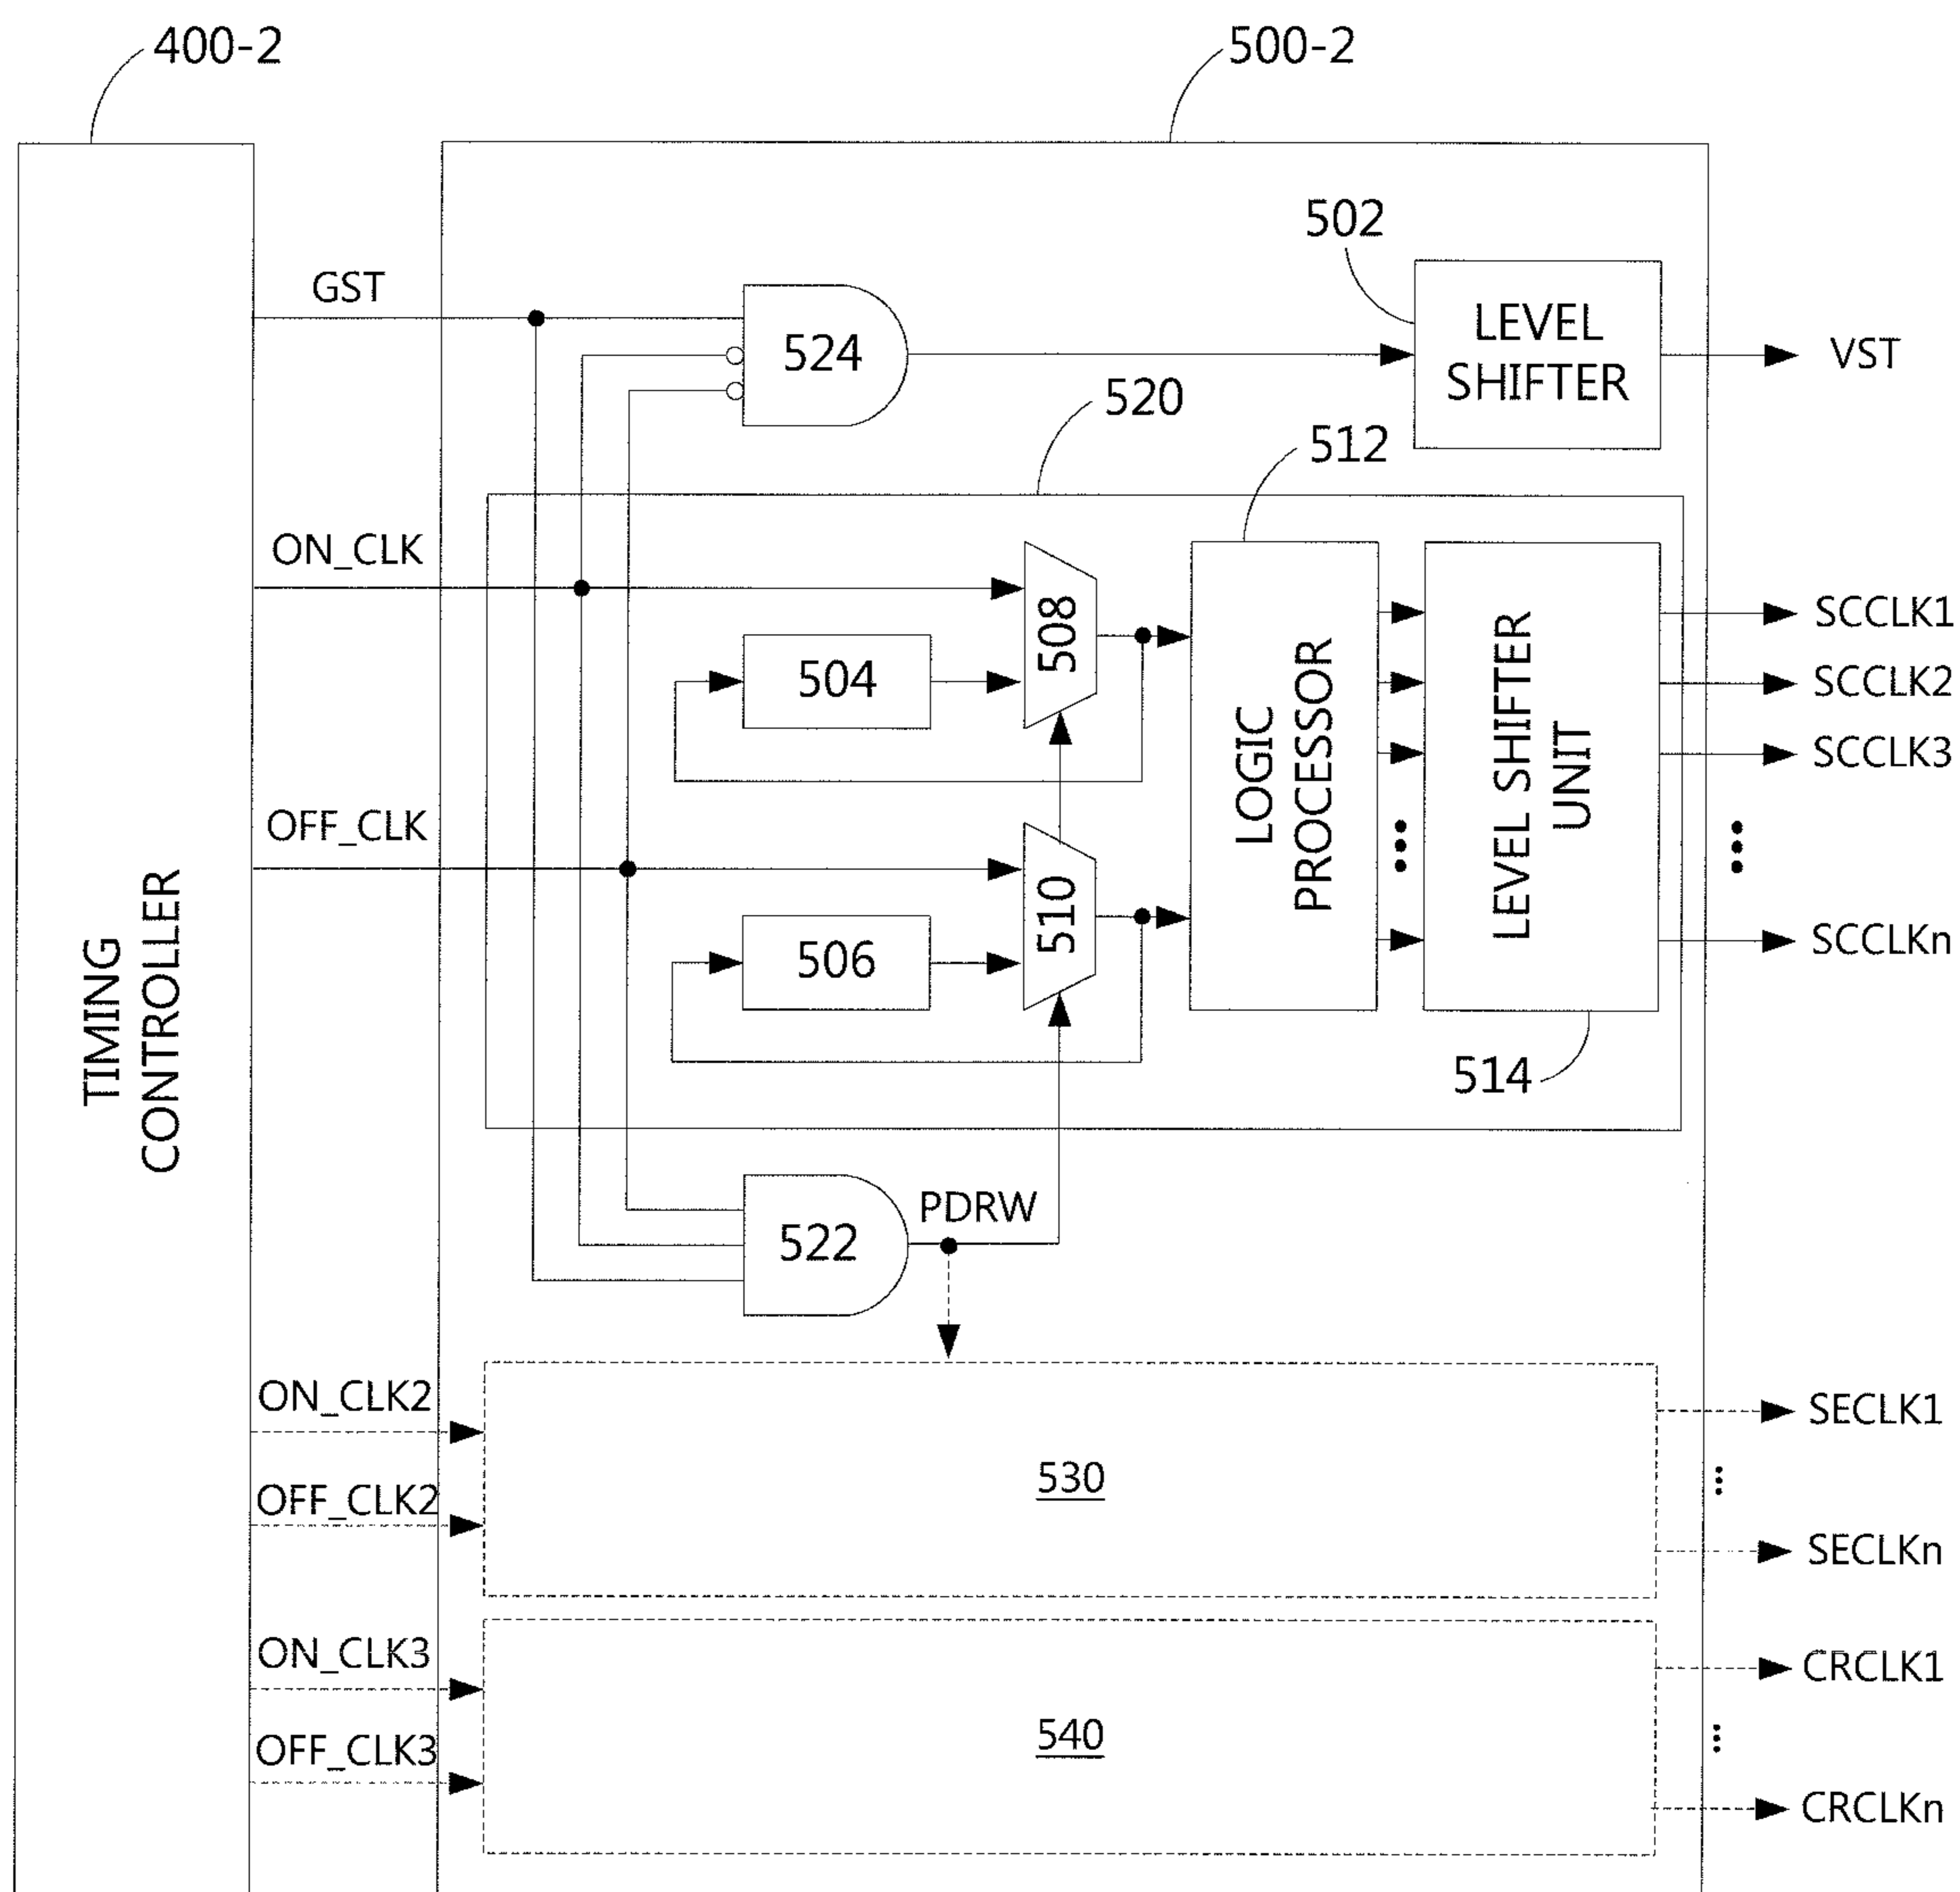 400-2
500-2
502
GST
524
LEVEL
SHIFTER
VST
520
512
ON_CLK
508
504
SCCLK1
SCCLK2
SCCLK3
SCCLKn
LOGIC
PROCESSOR
LEVEL SHIFTER
UNIT
OFF_CLK
510
506
514
TIMING
CONTROLLER
522
PDRW
ON_CLK2
OFF_CLK2
530
SECLK1
SECLKn
ON_CLK3
OFF_CLK3
540
CRCLK1
CRCLKn